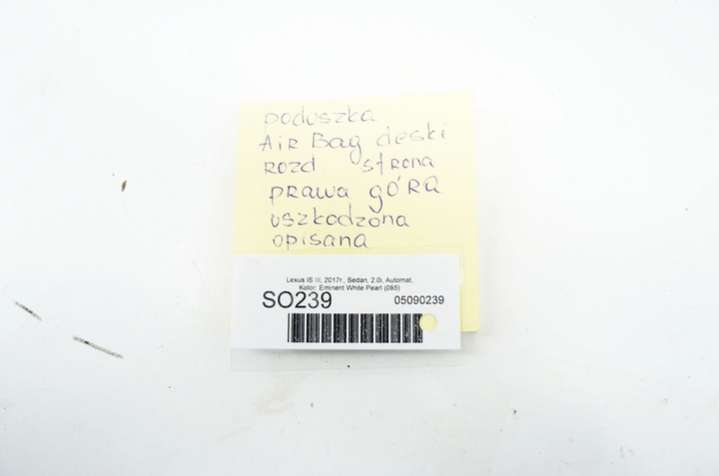 poduszka
AiR Bag deski
rozd strona
prawa góRA
uszkodzona
opisana
Lexus IS III, 2017r., Sedan, 2.0i, Automat.
Kolor: Eminent White Pearl (085)
SO239
05090239